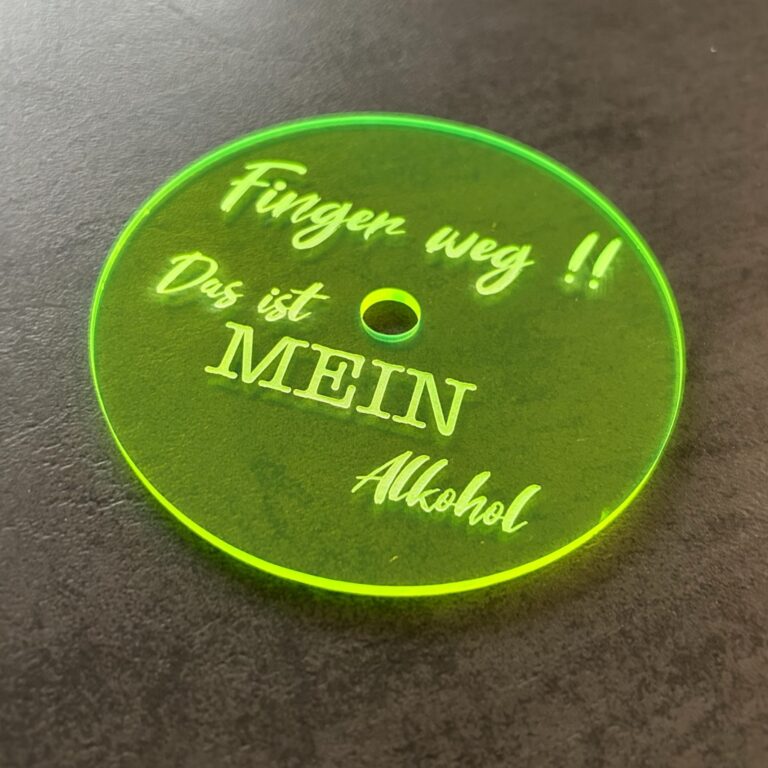 Finger weg !!
Das ist
MEIN
Alkohol